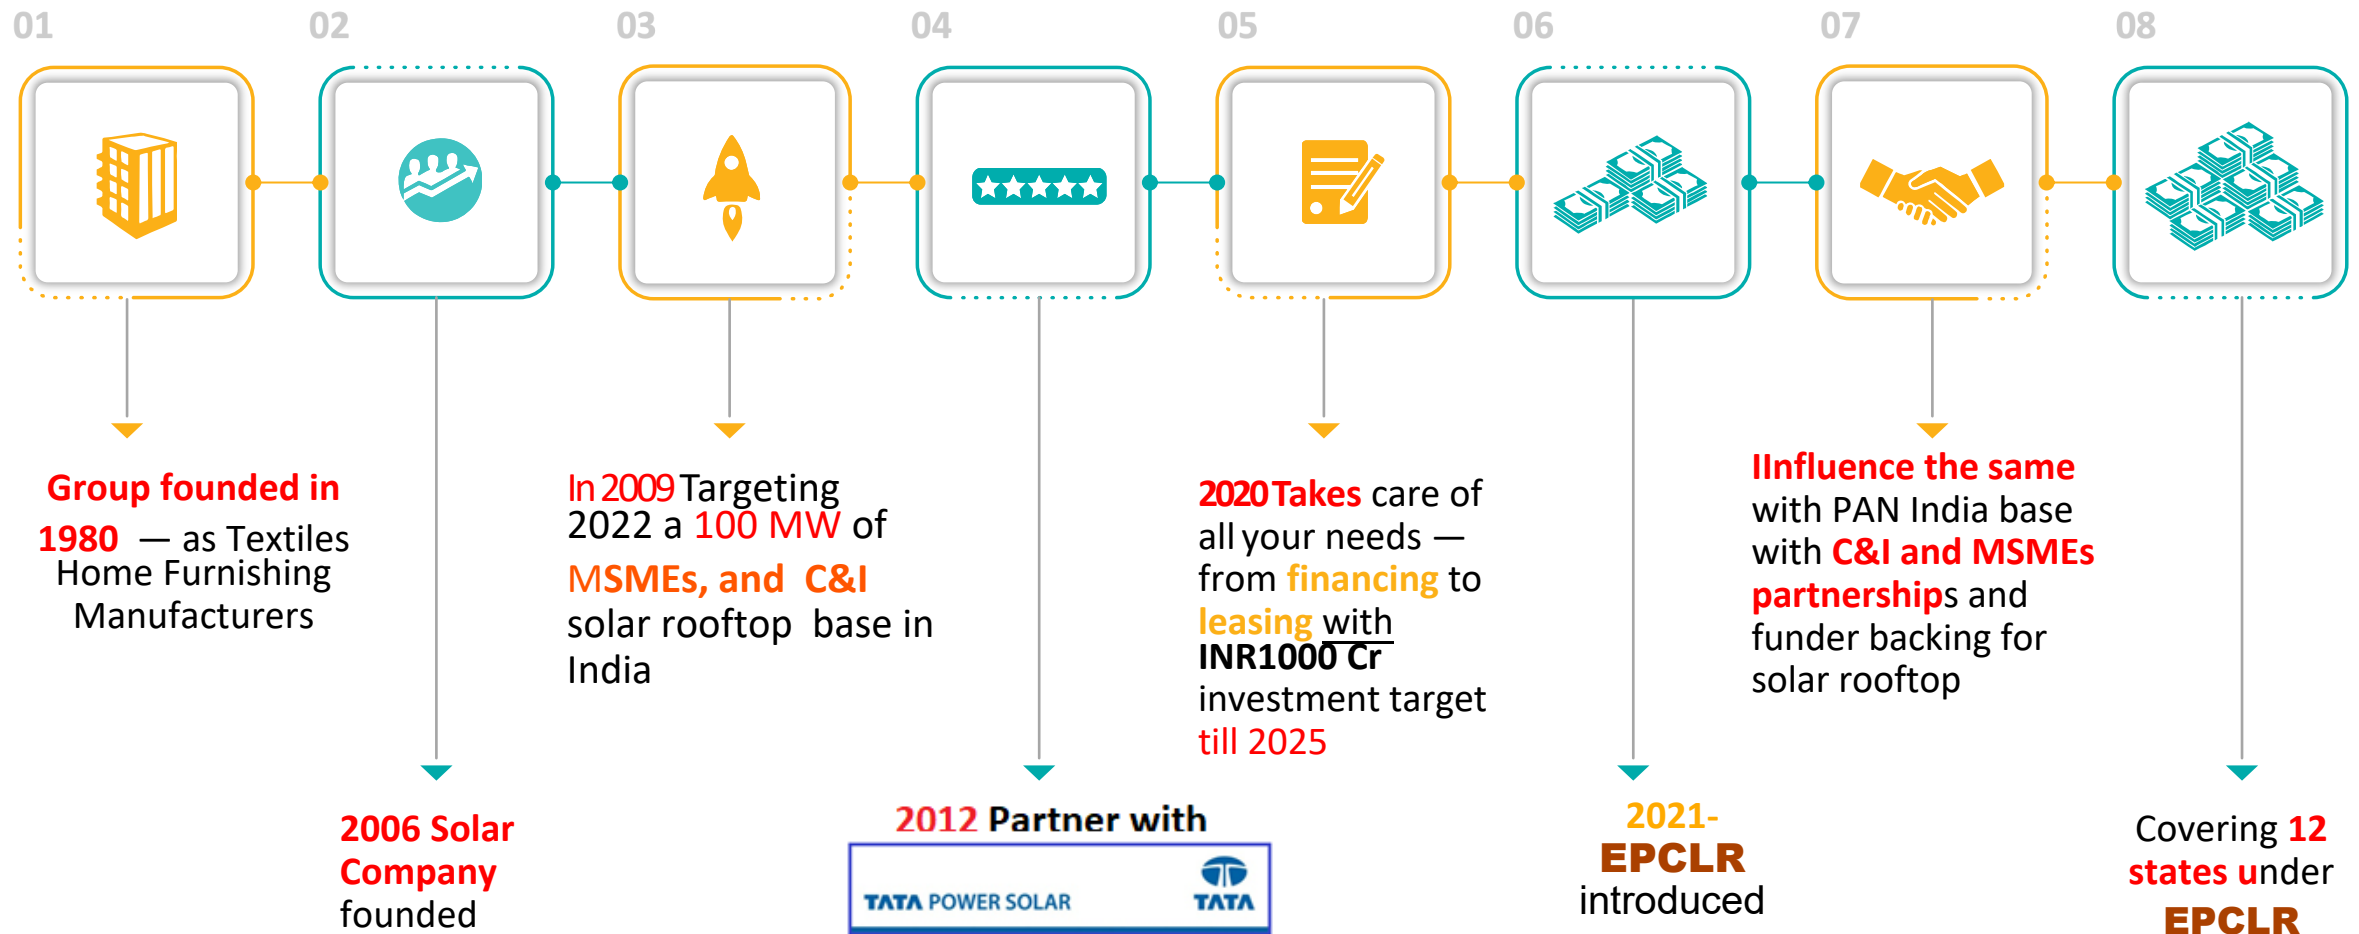 01
02
03
04
05
06
07
08
Group founded in
1980 — as Textiles
Home Furnishing
Manufacturers
2006 Solar
Company
founded
In 2009 Targeting
2022 a 100 MW of
MSMEs, and C&I
solar rooftop base in
India
2012 Partner with
TATA POWER SOLAR
TATA
2020 Takes care of
all your needs —
from financing to
leasing with
INR1000 Cr
investment target
till 2025
2021-
EPCLR
introduced
IInfluence the same
with PAN India base
with C&I and MSMEs
partnerships and
funder backing for
solar rooftop
Covering 12
states under
EPCLR